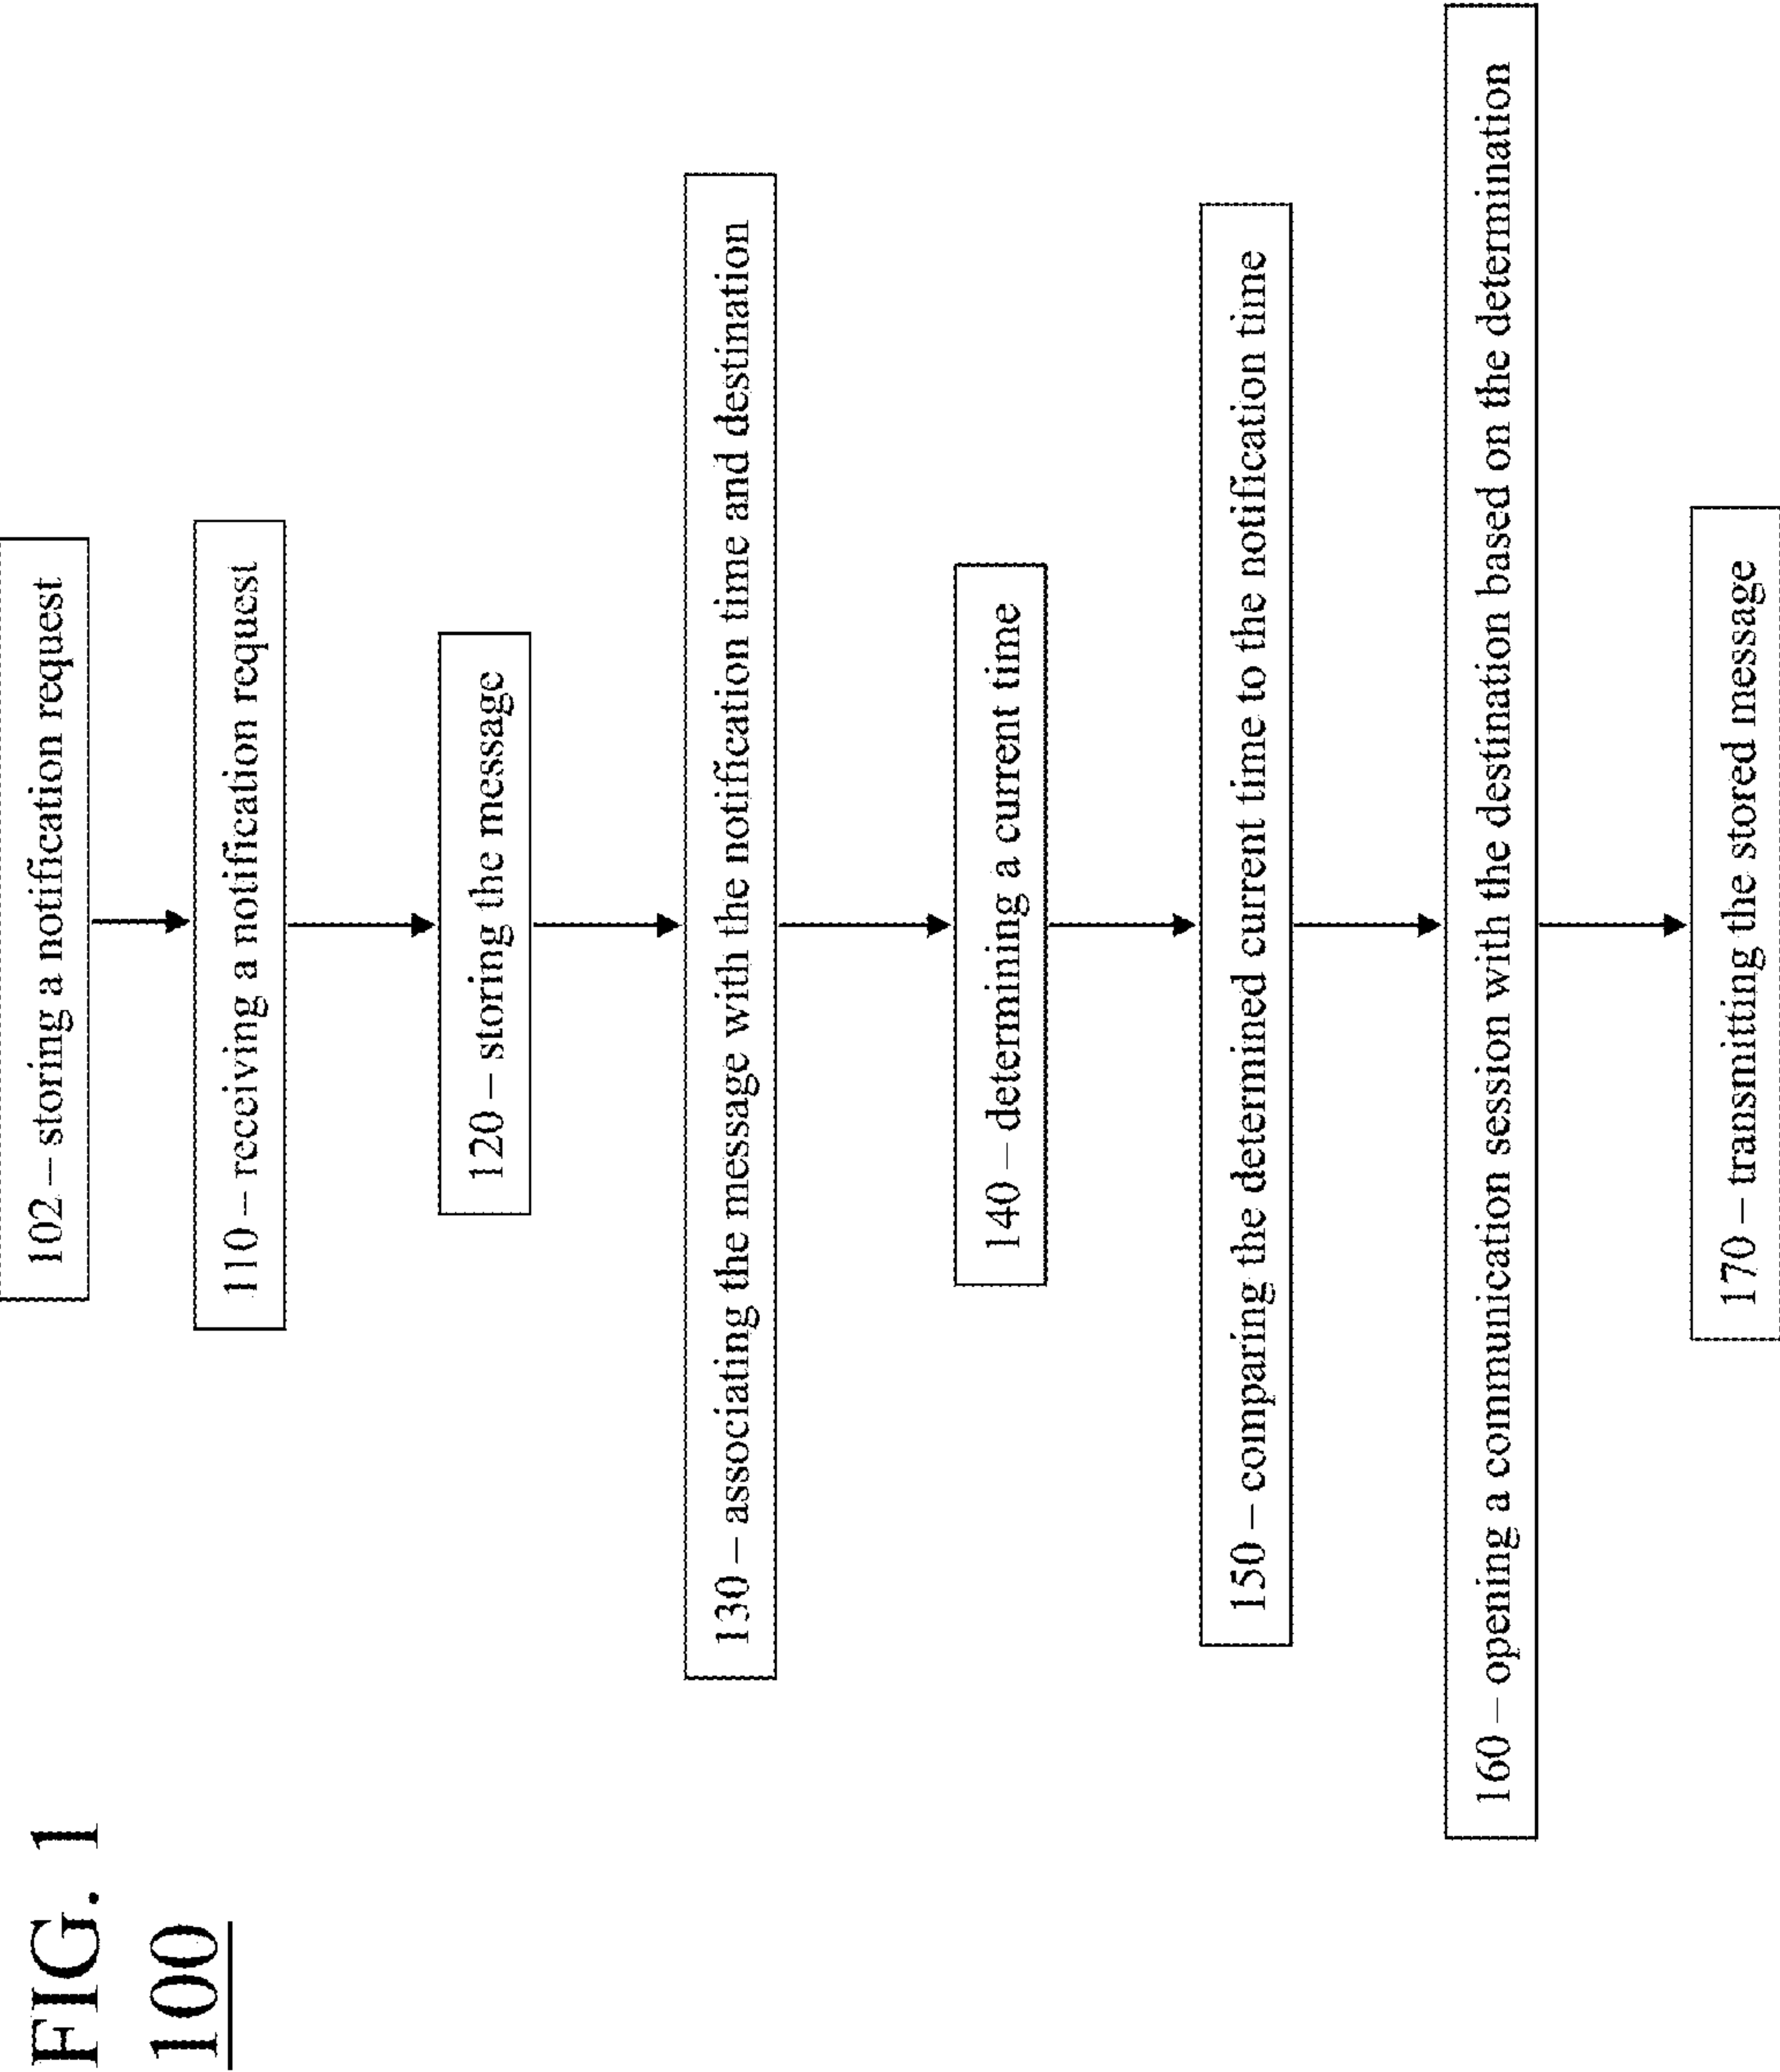 FIG. 1
100
102 – storing a notification request
110 – receiving a notification request
120 – storing the message
130 – associating the message with the notification time and destination
140 – determining a current time
150 – comparing the determined current time to the notification time
160 – opening a communication session with the destination based on the determination
170 – transmitting the stored message